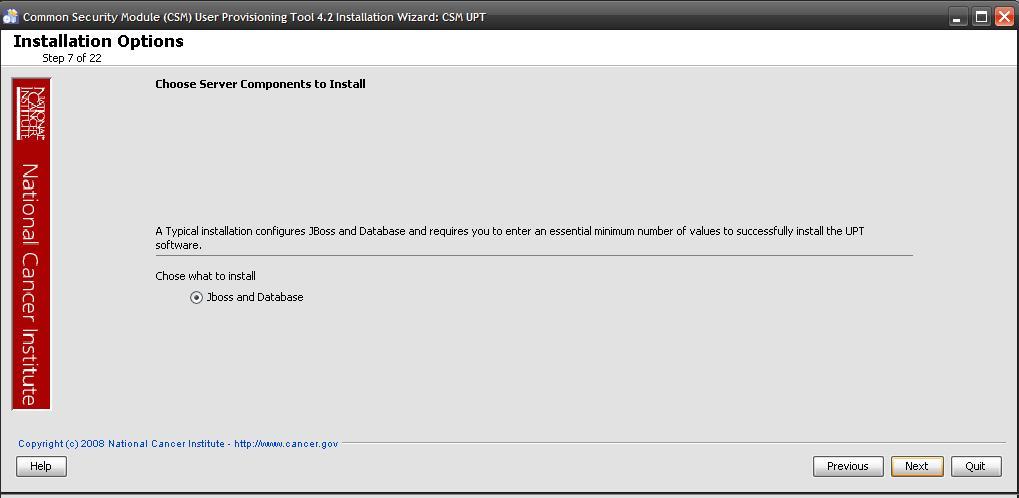 Common Security Module (CSM) User Provisioning Tool 4.2 Installation Wizard: CSM UPT
Installation Options
Step 7 of 22
NATIONAL
CANCER
INSTITUTE
National Cancer Institute
Choose Server Components to Install
A Typical installation configures JBoss and Database and requires you to enter an essential minimum number of values to successfully install the UPT
software.
Chose what to install
Jboss and Database
Copyright (c) 2008 National Cancer Institute - http://www.cancer.gov
Help
Previous
Next
Quit